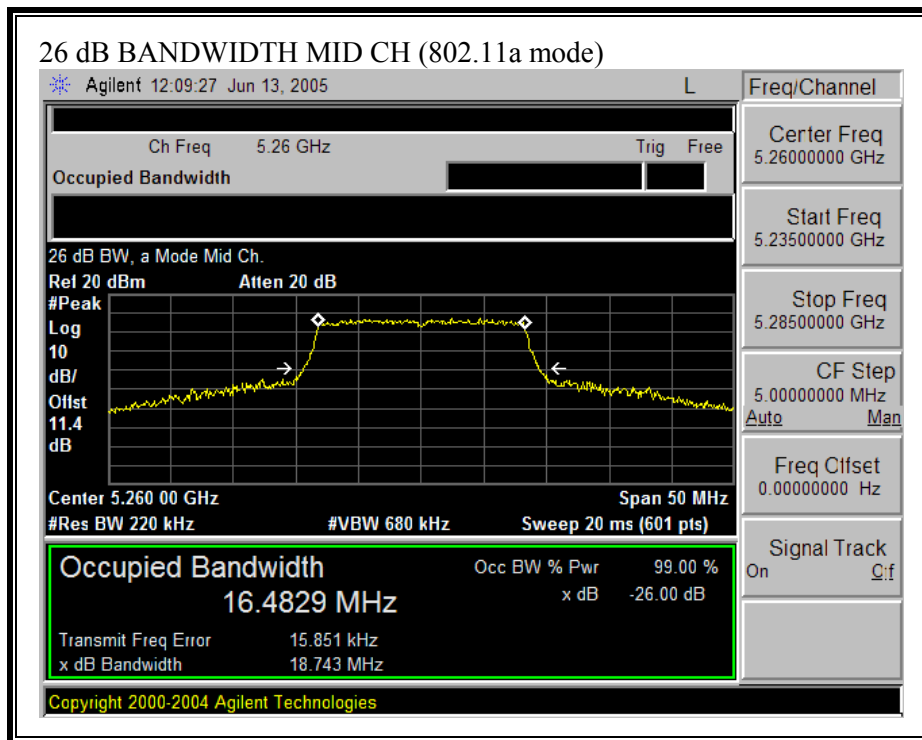 26 dB BANDWIDTH MID CH (802.11a mode)
Agilent 12:09:27 Jun 13, 2005 L
Freq/Channel
Ch Freq 5.26 GHz Trig Free
Occupied Bandwidth
Center Freq
5.26000000 GHz
Start Freq
5.23500000 GHz
Stop Freq
5.28500000 GHz
CF Step
5.00000000 MHz
Auto Man
Freq Offset
0.00000000 Hz
Signal Track
On Off
26 dB BW, a Mode Mid Ch.
Ref 20 dBm Atten 20 dB
#Peak
Log
10
dB/
Offst
11.4
dB
Center 5.260 00 GHz Span 50 MHz
#Res BW 220 kHz #VBW 680 kHz Sweep 20 ms (601 pts)
Occupied Bandwidth Occ BW % Pwr 99.00 %
16.4829 MHz x dB -26.00 dB
Transmit Freq Error 15.851 kHz
x dB Bandwidth 18.743 MHz
Copyright 2000-2004 Agilent Technologies